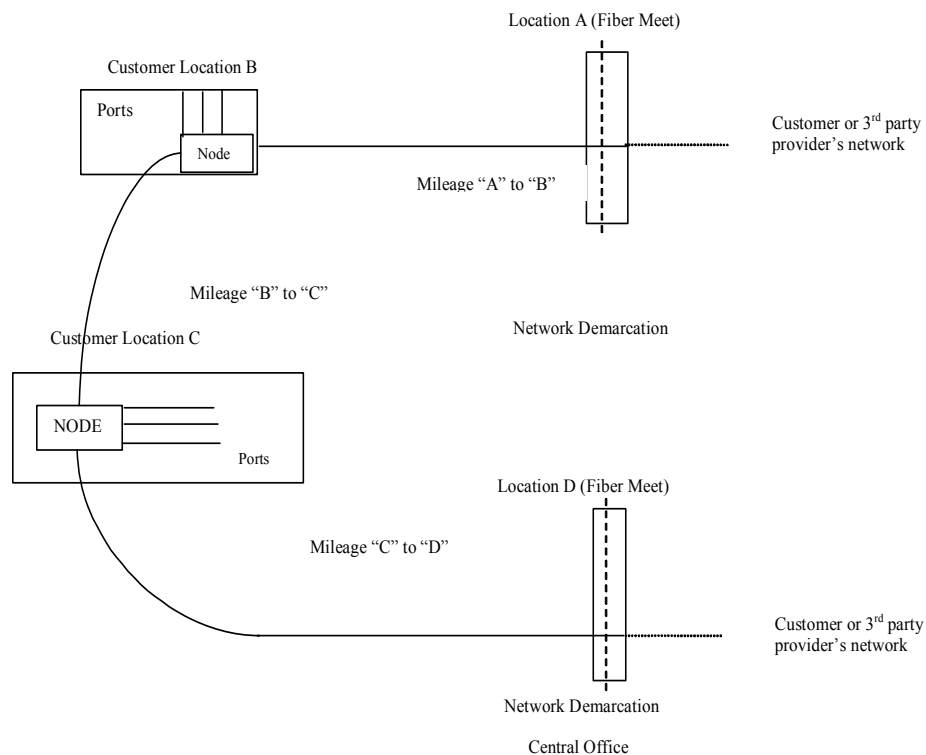 Location A (Fiber Meet)
Customer Location B
Ports
Node
Customer or 3rd party
provider's network
Mileage “A” to “B”
Mileage “B” to “C”
Network Demarcation
Customer Location C
NODE
Ports
Location D (Fiber Meet)
Mileage “C” to “D”
Customer or 3rd party
provider's network
Network Demarcation
Central Office